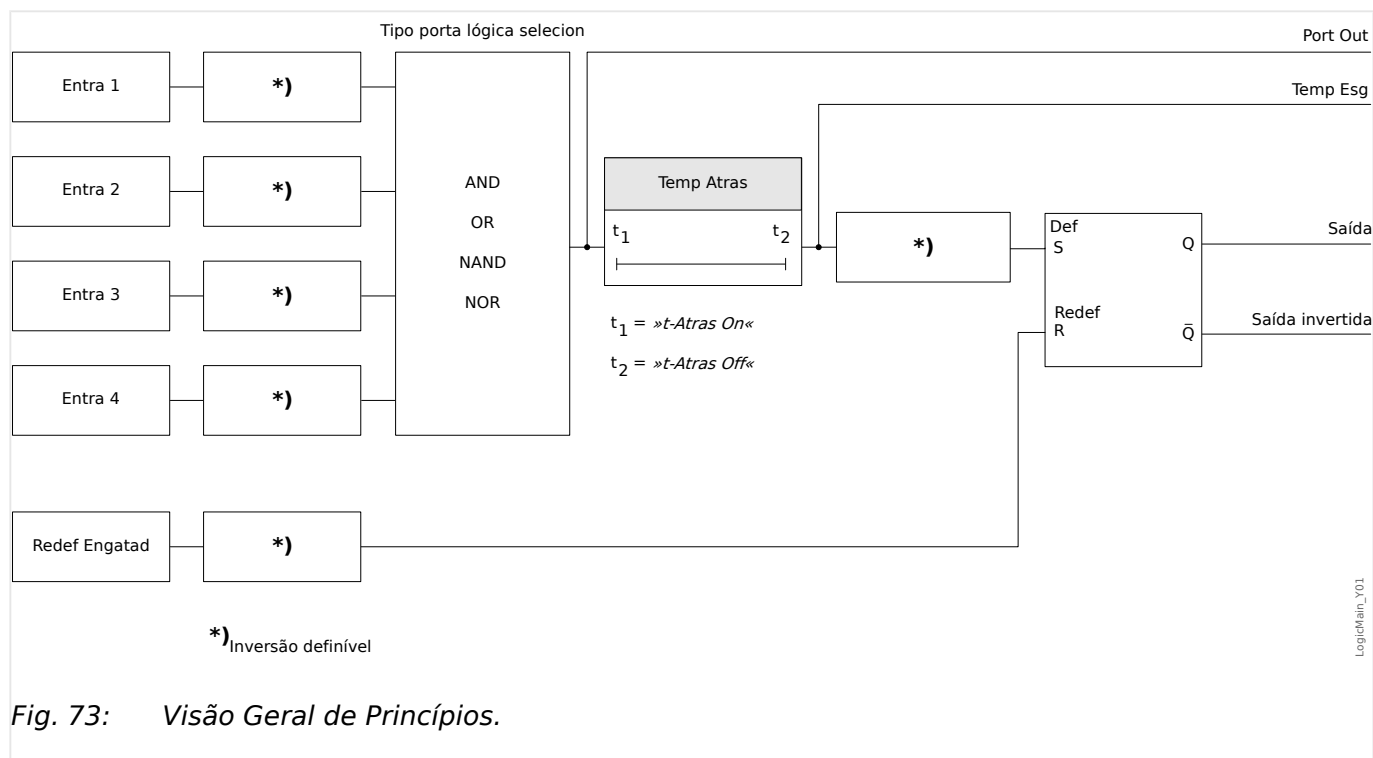 Tipo porta lógica selecion
Port Out
Entra 1
*)
Temp Esg
Entra 2
*)
AND
OR
NAND
NOR
Temp Atras
t1
t2
*)
Def
S
Q
Saída
Entra 3
*)
t1 = »t-Atras On«
t2 = »t-Atras Off«
Redef
R
Q̅
Saída invertida
Entra 4
*)
Redef Engatad
*)
*)Inversão definível
LogicMain_Y01
Fig. 73: Visão Geral de Princípios.